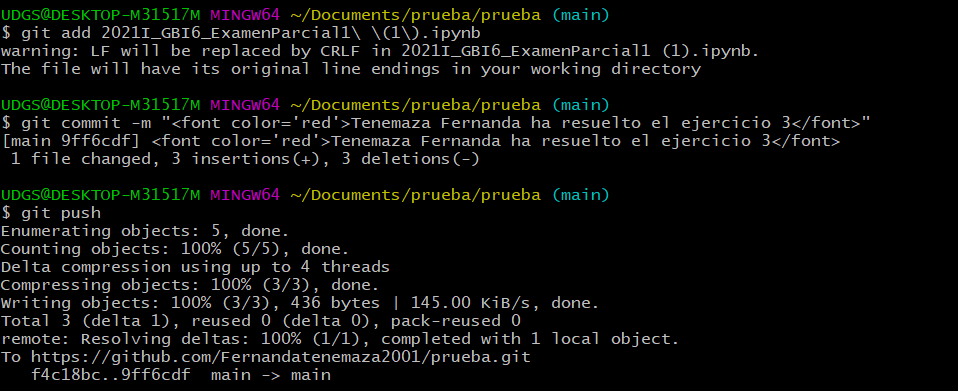 UDGS@DESKTOP-M31517M MINGW64 ~/Documents/prueba/prueba (main)
$ git add 2021I_GBI6_ExamenParcial1\ \(1\).ipynb
warning: LF will be replaced by CRLF in 2021I_GBI6_ExamenParcial1 (1).ipynb.
The file will have its original line endings in your working directory
UDGS@DESKTOP-M31517M MINGW64 ~/Documents/prueba/prueba (main)
$ git commit -m "<font color='red'>Tenemaza Fernanda ha resuelto el ejercicio 3</font>"
[main 9ff6cdf] <font color='red'>Tenemaza Fernanda ha resuelto el ejercicio 3</font>
 1 file changed, 3 insertions(+), 3 deletions(-)
UDGS@DESKTOP-M31517M MINGW64 ~/Documents/prueba/prueba (main)
$ git push
Enumerating objects: 5, done.
Counting objects: 100% (5/5), done.
Delta compression using up to 4 threads
Compressing objects: 100% (3/3), done.
Writing objects: 100% (3/3), 436 bytes | 145.00 KiB/s, done.
Total 3 (delta 1), reused 0 (delta 0), pack-reused 0
remote: Resolving deltas: 100% (1/1), completed with 1 local object.
To https://github.com/Fernandatenemaza2001/prueba.git
   f4c18bc..9ff6cdf  main -> main